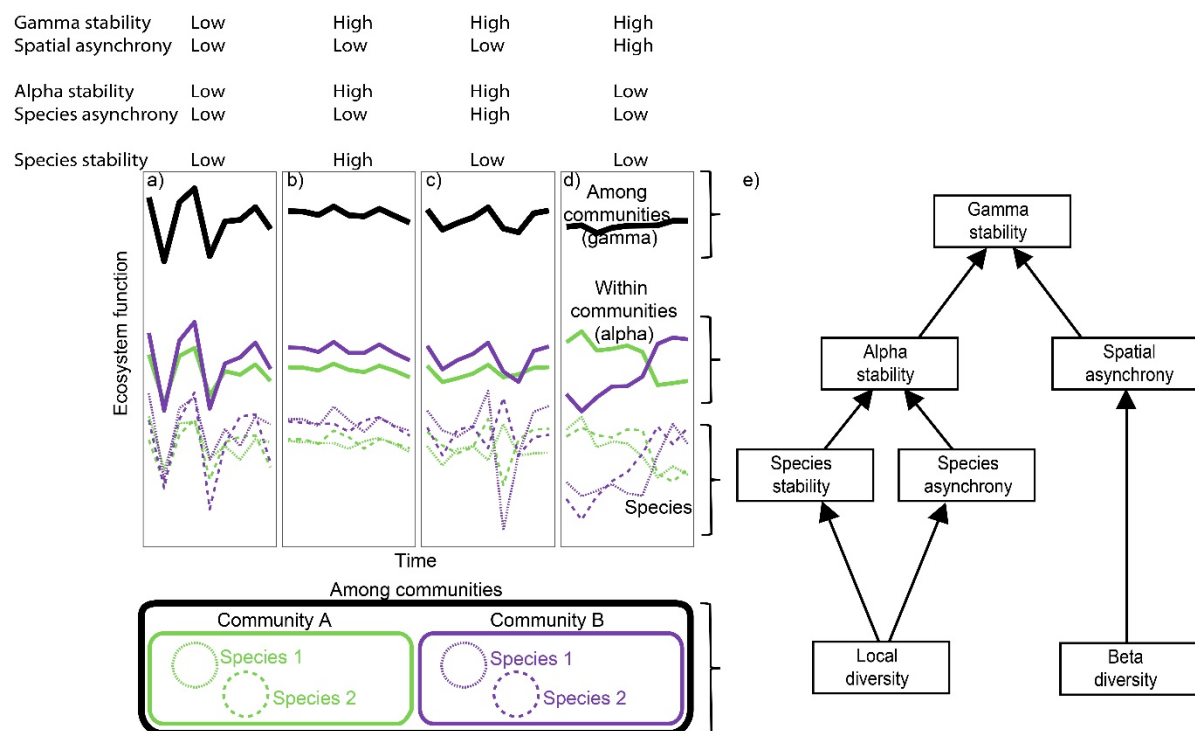 Gamma stability Low High High High
Spatial asynchrony Low Low Low High
Alpha stability Low High High Low
Species asynchrony Low Low High Low
Species stability Low High Low Low
a) b) c) d) e)
Among
communities
(gamma)
Within
communities
(alpha)
Species
Ecosystem function
Time
Among communities
Community A
Species 1
Species 2
Community B
Species 1
Species 2
Gamma
stability
Alpha
stability
Spatial
asynchrony
Species
stability
Species
asynchrony
Local
diversity
Beta
diversity